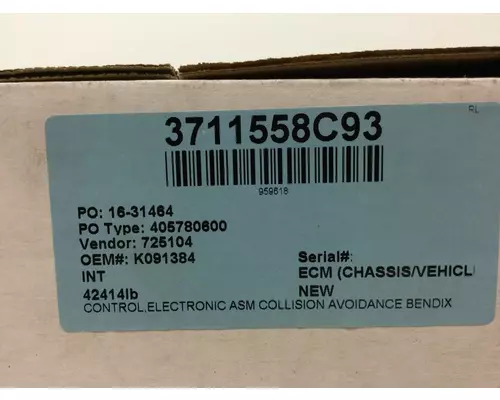 RL
3711558C93
959618
PO: 16-31464
PO Type: 405780600
Vendor: 725104
OEM#: K091384 Serial#:
INT ECM (CHASSIS/VEHICL
42414lb NEW
CONTROL,ELECTRONIC ASM COLLISION AVOIDANCE BENDIX